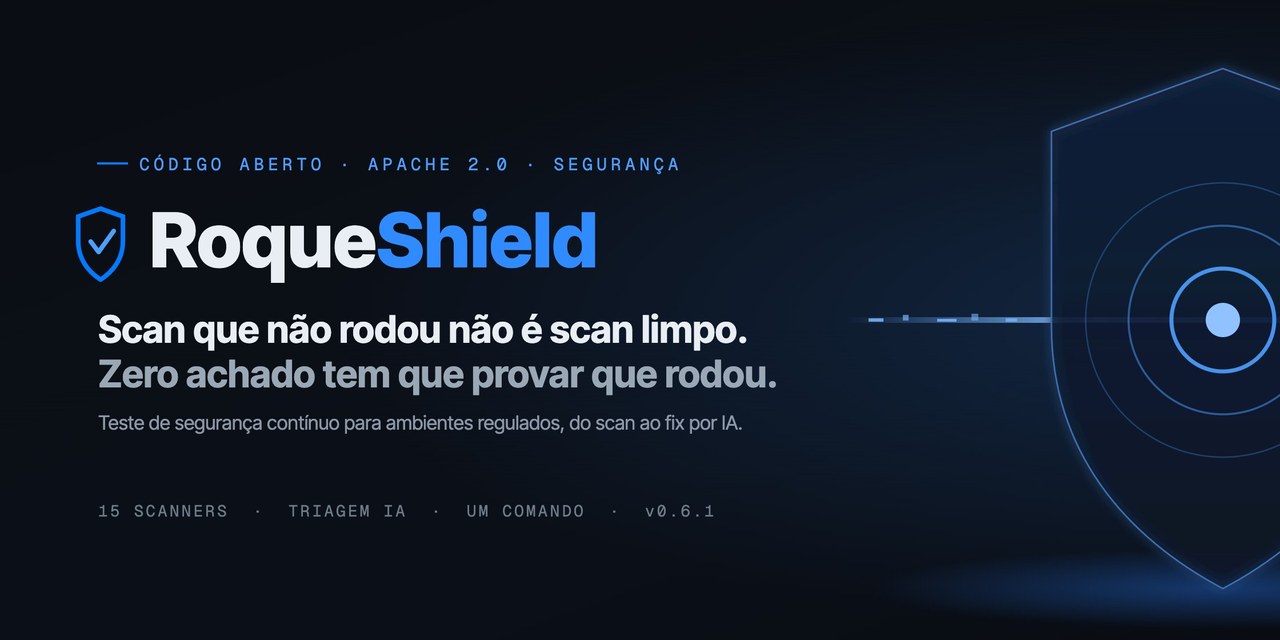 CÓDIGO ABERTO · APACHE 2.0 · SEGURANÇA
RoqueShield
Scan que não rodou não é scan limpo.
Zero achado tem que provar que rodou.
Teste de segurança contínuo para ambientes regulados, do scan ao fix por IA.
15 SCANNERS · TRIAGEM IA · UM COMANDO · v0.6.1